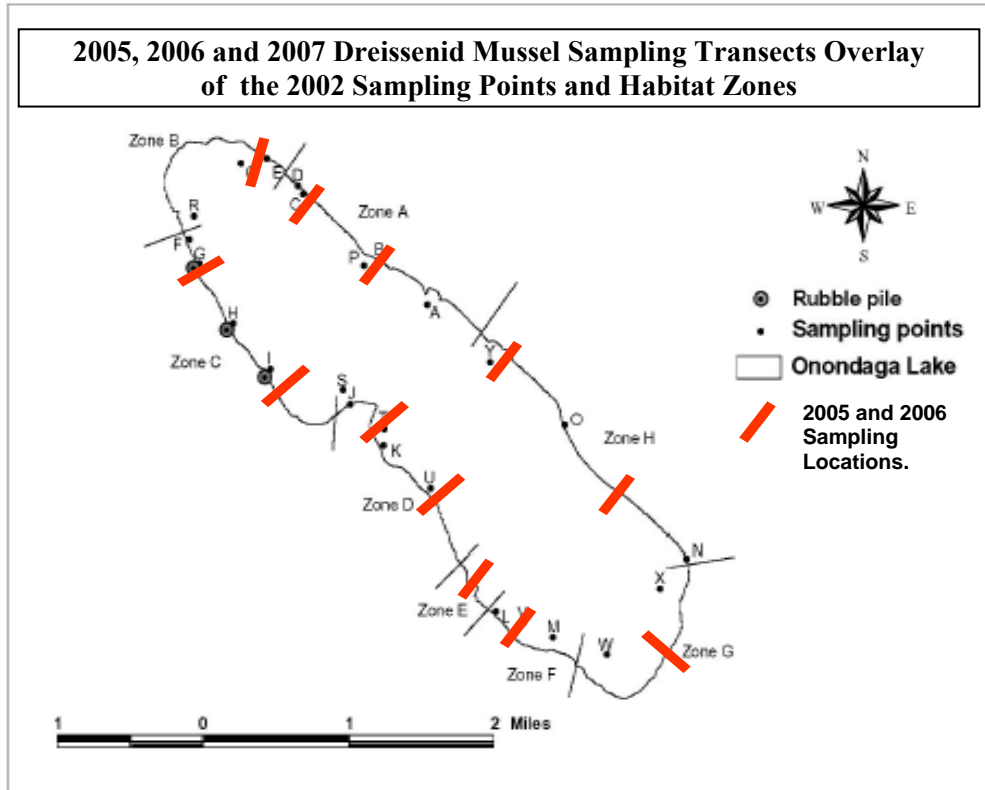 2005, 2006 and 2007 Dreissenid Mussel Sampling Transects Overlay
of the 2002 Sampling Points and Habitat Zones
Zone B
E
D
C
Zone A
R
F
G
B
P
A
H
Zone C
I
S
J
K
Y
O
Zone H
U
Zone D
N
X
Zone E
L
M
W
Zone G
Zone F
N
W
E
S
Rubble pile
Sampling points
Onondaga Lake
2005 and 2006
Sampling
Locations.
1 0 1 2 Miles